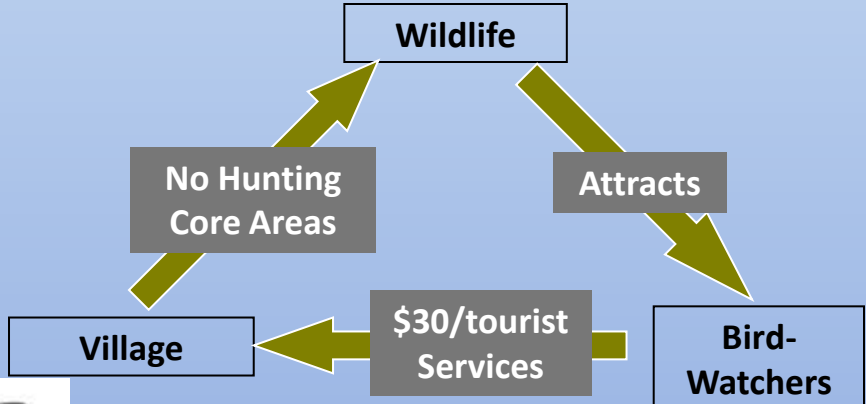 Wildlife
No Hunting
Core Areas
Attracts
Village
$30/tourist
Services
Bird-
Watchers